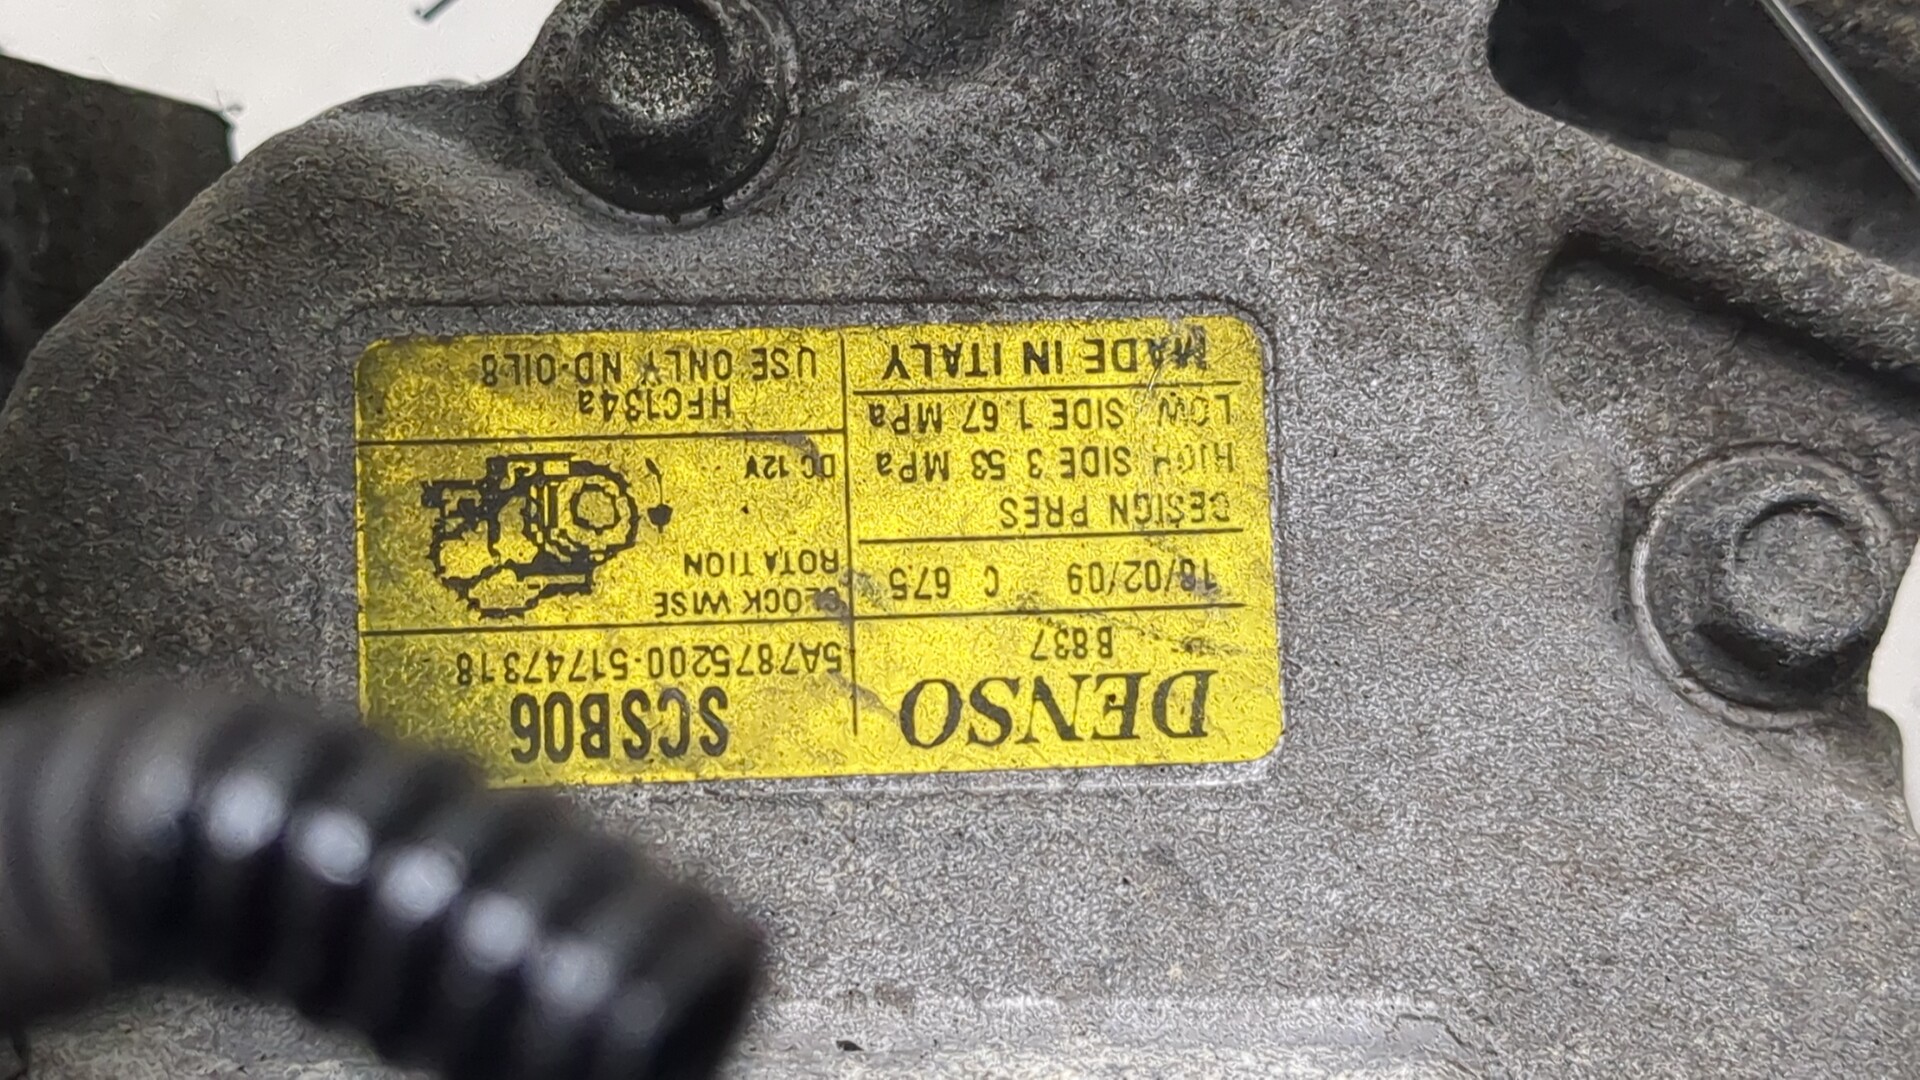 DENSO
B837
18/02/09 C 675
DESIGN PRES
HIGH SIDE 3.53 MPa
LOW SIDE 1.67 MPa
MADE IN ITALY
SCSB06
5A7875200-51747318
CLOCK WISE
ROTATION
DC 12V
HFC134a
USE ONLY ND-OIL8